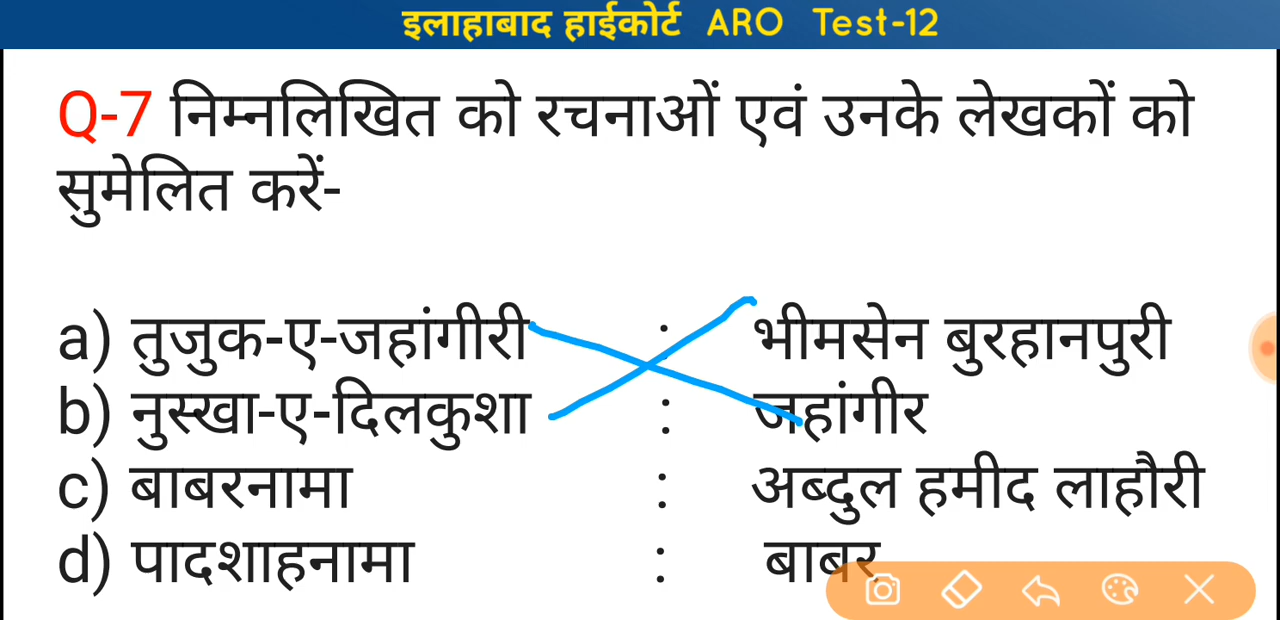 इलाहाबाद हाईकोर्ट ARO Test-12
Q-7 निम्नलिखित को रचनाओं एवं उनके लेखकों को
सुमेलित करें-
a) तुजुक-ए-जहांगीरी : भीमसेन बुरहानपुरी
b) नुस्खा-ए-दिलकुशा : जहांगीर
c) बाबरनामा : अब्दुल हमीद लाहौरी
d) पादशाहनामा : बाबर